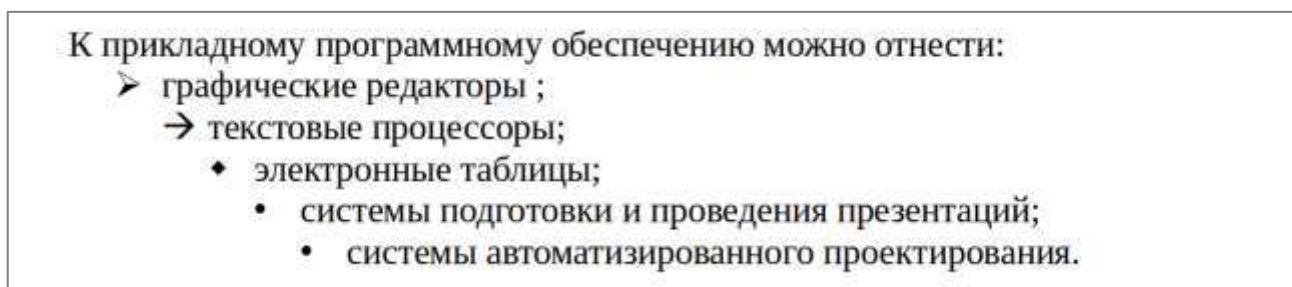 К прикладному программному обеспечению можно отнести:
➢ графические редакторы ;
→ текстовые процессоры;
◆ электронные таблицы;
• системы подготовки и проведения презентаций;
• системы автоматизированного проектирования.